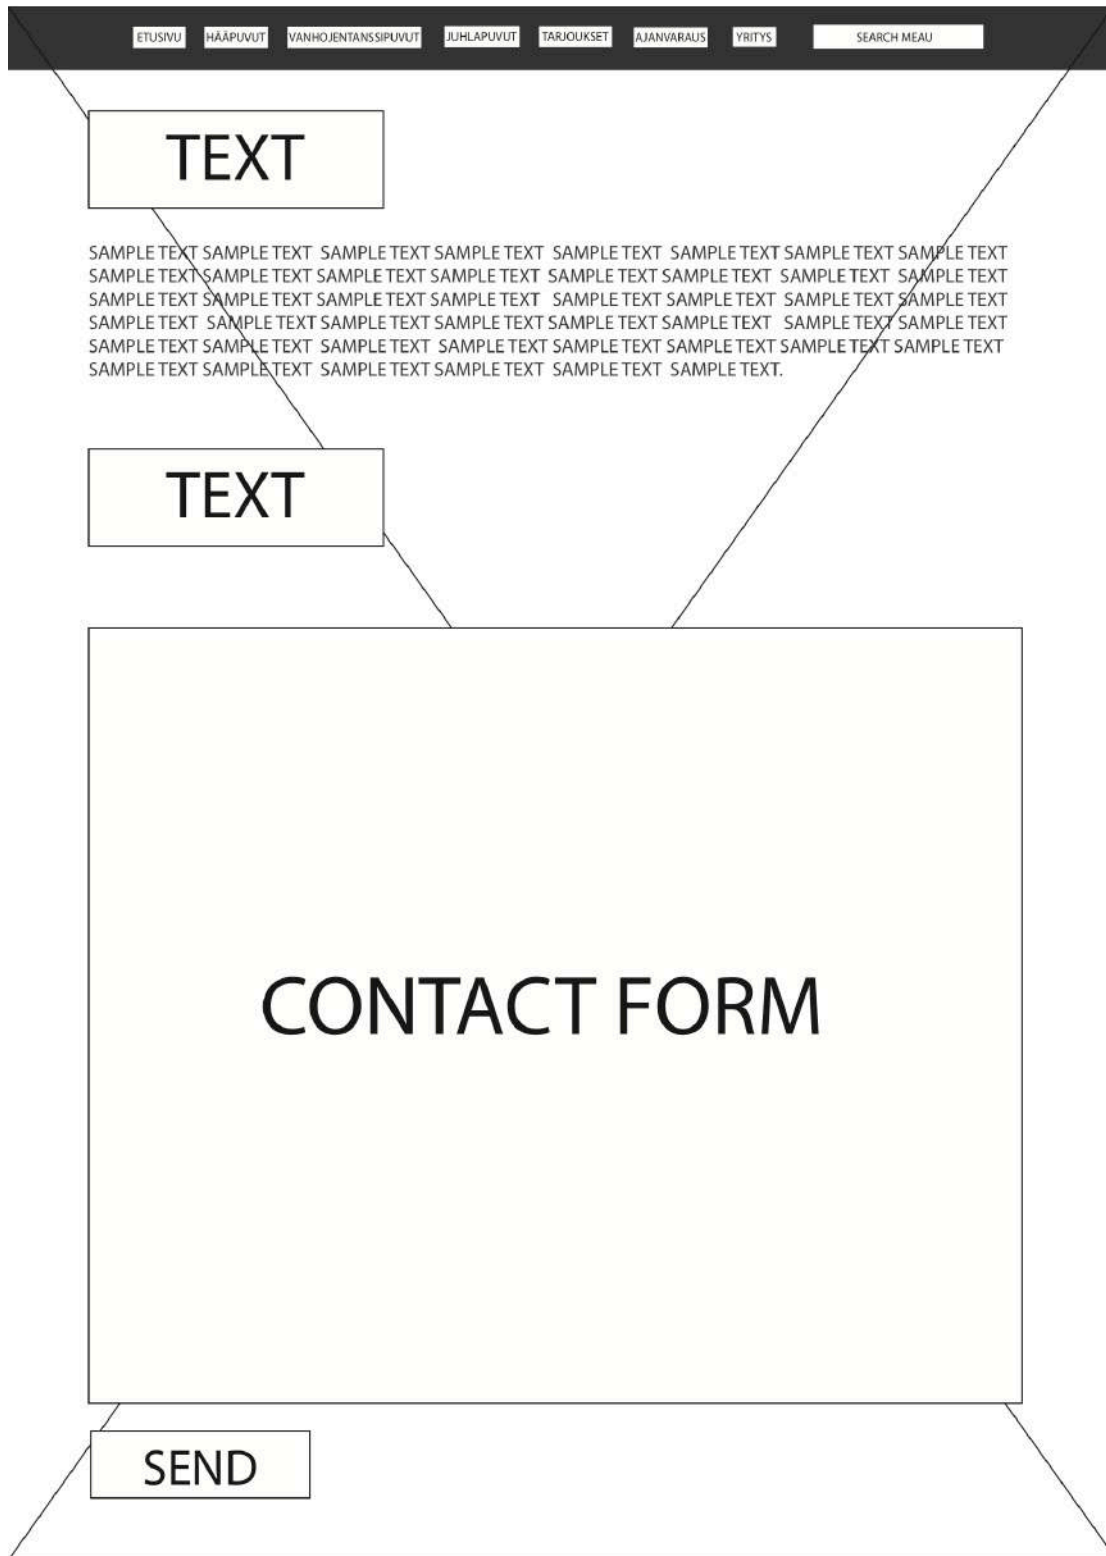 ETUSIVU HÄÄPUVUT VANHOJENTANSSIPUVUT JUHLAPUVUT TARJOUKSET AJANVARAUS YRITYS SEARCH MEAU
TEXT
SAMPLE TEXT SAMPLE TEXT SAMPLE TEXT SAMPLE TEXT SAMPLE TEXT SAMPLE TEXT SAMPLE TEXT SAMPLE TEXT
SAMPLE TEXT SAMPLE TEXT SAMPLE TEXT SAMPLE TEXT SAMPLE TEXT SAMPLE TEXT SAMPLE TEXT SAMPLE TEXT
SAMPLE TEXT SAMPLE TEXT SAMPLE TEXT SAMPLE TEXT SAMPLE TEXT SAMPLE TEXT SAMPLE TEXT SAMPLE TEXT
SAMPLE TEXT SAMPLE TEXT SAMPLE TEXT SAMPLE TEXT SAMPLE TEXT SAMPLE TEXT SAMPLE TEXT SAMPLE TEXT
SAMPLE TEXT SAMPLE TEXT SAMPLE TEXT SAMPLE TEXT SAMPLE TEXT SAMPLE TEXT SAMPLE TEXT SAMPLE TEXT
SAMPLE TEXT SAMPLE TEXT SAMPLE TEXT SAMPLE TEXT SAMPLE TEXT SAMPLE TEXT.
TEXT
CONTACT FORM
SEND